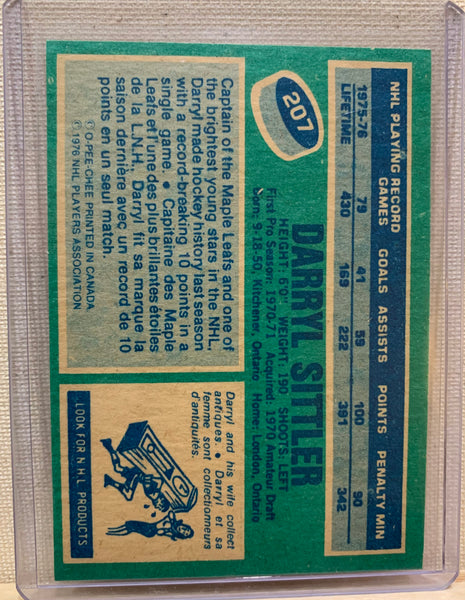 NHL PLAYING RECORD
GAMES GOALS ASSISTS POINTS PENALTY MIN
1975-76 79 41 59 100 90
LIFETIME 430 169 222 391 342
207
DARRYL SITTLER
HEIGHT: 6'0" WEIGHT: 190 SHOOTS: LEFT
First Pro Season: 1970-71 Acquired: 1970 Amateur Draft
Born: 9-18-50, Kitchener, Ontario Home: London, Ontario
Captain of the Maple Leafs and one of
the brightest young stars in the NHL,
Darryl made hockey history last season
with a record-breaking 10 points in a
single game. • Capitaine des Maple
Leafs et l'une des plus brillantes étoiles
de la L.N.H. Darryl fit sa marque la
saison dernière avec un record de 10
points en un seul match.
© O-PEE-CHEE PRINTED IN CANADA
© 1976 NHL PLAYERS ASSOCIATION
Darryl and his wife collect
antiques. • Darryl et sa
femme sont collectionneurs
d'antiquités.
LOOK FOR N.H.L. PRODUCTS